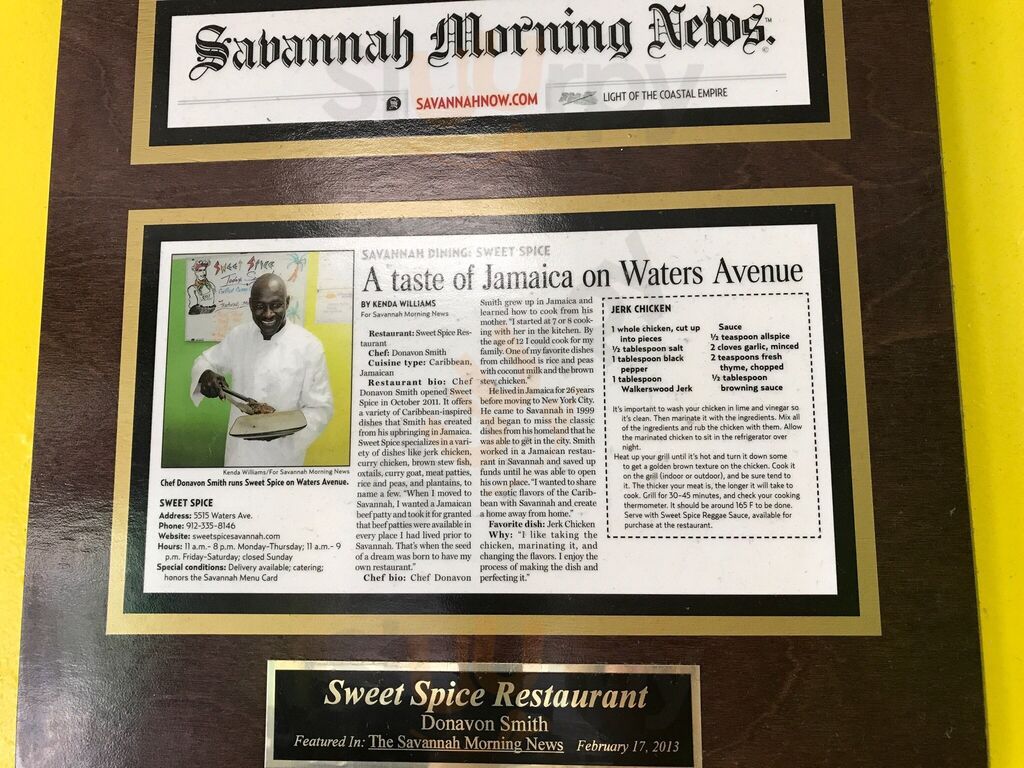 Savannah Morning News.
SAVANNAHNOW.COM
LIGHT OF THE COASTAL EMPIRE
SAVANNAH DINING: SWEET SPICE
A taste of Jamaica on Waters Avenue
Sweet Spice
Kenda Williams/For Savannah Morning News
Chef Donavon Smith runs Sweet Spice on Waters Avenue.
SWEET SPICE
Address: 5515 Waters Ave.
Phone: 912-335-8146
Website: sweetspicesavannah.com
Hours: 11 a.m.- 8 p.m. Monday-Thursday; 11 a.m.- 9
p.m. Friday-Saturday; closed Sunday
Special conditions: Delivery available; catering;
honors the Savannah Menu Card
BY KENDA WILLIAMS
For Savannah Morning News
Restaurant: Sweet Spice Res-
taurant
Chef: Donavon Smith
Cuisine type: Caribbean,
Jamaican
Restaurant bio: Chef
Donavon Smith opened Sweet
Spice in October 2011. It offers
a variety of Caribbean-inspired
dishes that Smith has created
from his upbringing in Jamaica.
Sweet Spice specializes in a vari-
ety of dishes like jerk chicken,
curry chicken, brown stew fish,
oxtails, curry goat, meat patties,
rice and peas, and plantains, to
name a few. "When I moved to
Savannah, I wanted a Jamaican
beef patty and took it for granted
that beef patties were available in
every place I had lived prior to
Savannah. That's when the seed
of a dream was born to have my
own restaurant."
Chef bio: Chef Donavon
Smith grew up in Jamaica and
learned how to cook from his
mother. "I started at 7 or 8 cook-
ing with her in the kitchen. By
the age of 12 I could cook for my
family. One of my favorite dishes
from childhood is rice and peas
with coconut milk and the brown
stew chicken."
He lived in Jamaica for 26 years
before moving to New York City.
He came to Savannah in 1999
and began to miss the classic
dishes from his homeland that he
was able to get in the city. Smith
worked in a Jamaican restau-
rant in Savannah and saved up
funds until he was able to open
his own place. "I wanted to share
the exotic flavors of the Carib-
bean with Savannah and create
a home away from home."
Favorite dish: Jerk Chicken
Why: "I like taking the
chicken, marinating it, and
changing the flavors. I enjoy the
process of making the dish and
perfecting it."
JERK CHICKEN
1 whole chicken, cut up
into pieces
½ tablespoon salt
1 tablespoon black
pepper
1 tablespoon
Walkerswood Jerk
Sauce
½ teaspoon allspice
2 cloves garlic, minced
2 teaspoons fresh
thyme, chopped
½ tablespoon
browning sauce
It's important to wash your chicken in lime and vinegar so
it's clean. Then marinate it with the ingredients. Mix all
of the ingredients and rub the chicken with them. Allow
the marinated chicken to sit in the refrigerator over
night.
Heat up your grill until it's hot and turn it down some
to get a golden brown texture on the chicken. Cook it
on the grill (indoor or outdoor), and be sure tend to
it. The thicker your meat is, the longer it will take to
cook. Grill for 30-45 minutes, and check your cooking
thermometer. It should be around 165 F to be done.
Serve with Sweet Spice Reggae Sauce, available for
purchase at the restaurant.
Sweet Spice Restaurant
Donavon Smith
Featured In: The Savannah Morning News February 17, 2013